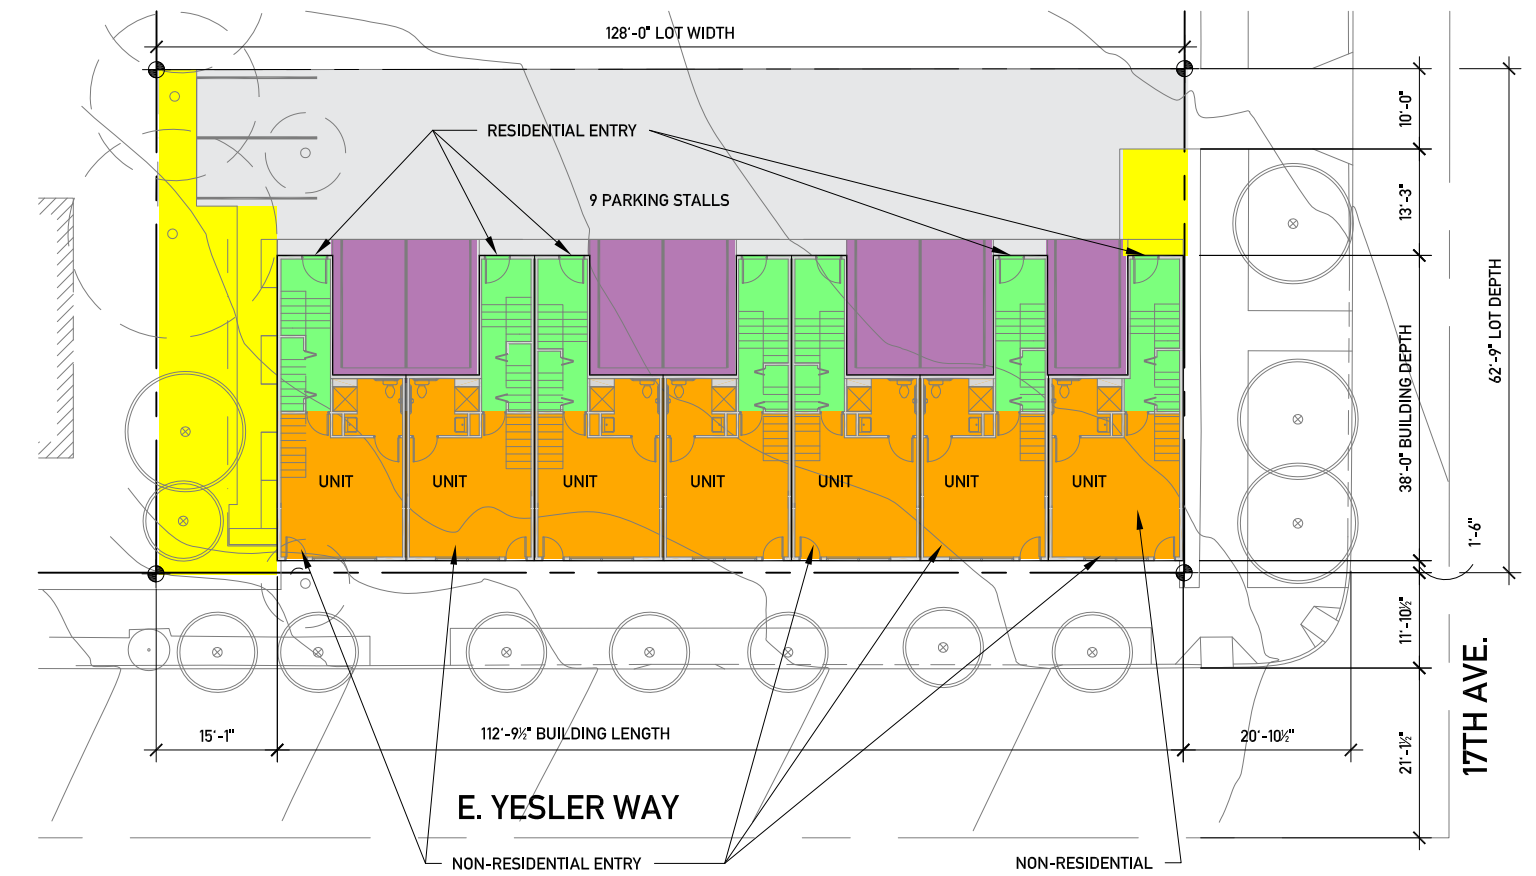 128'-0" LOT WIDTH
10'-0"
RESIDENTIAL ENTRY
9 PARKING STALLS
13'-3"
62'-9" LOT DEPTH
38'-0" BUILDING DEPTH
UNIT UNIT UNIT UNIT UNIT UNIT UNIT
1'-6"
11'-10½"
17TH AVE.
15'-1"
112'-9½" BUILDING LENGTH
20'-10½"
21'-1½"
E. YESLER WAY
NON-RESIDENTIAL ENTRY
NON-RESIDENTIAL